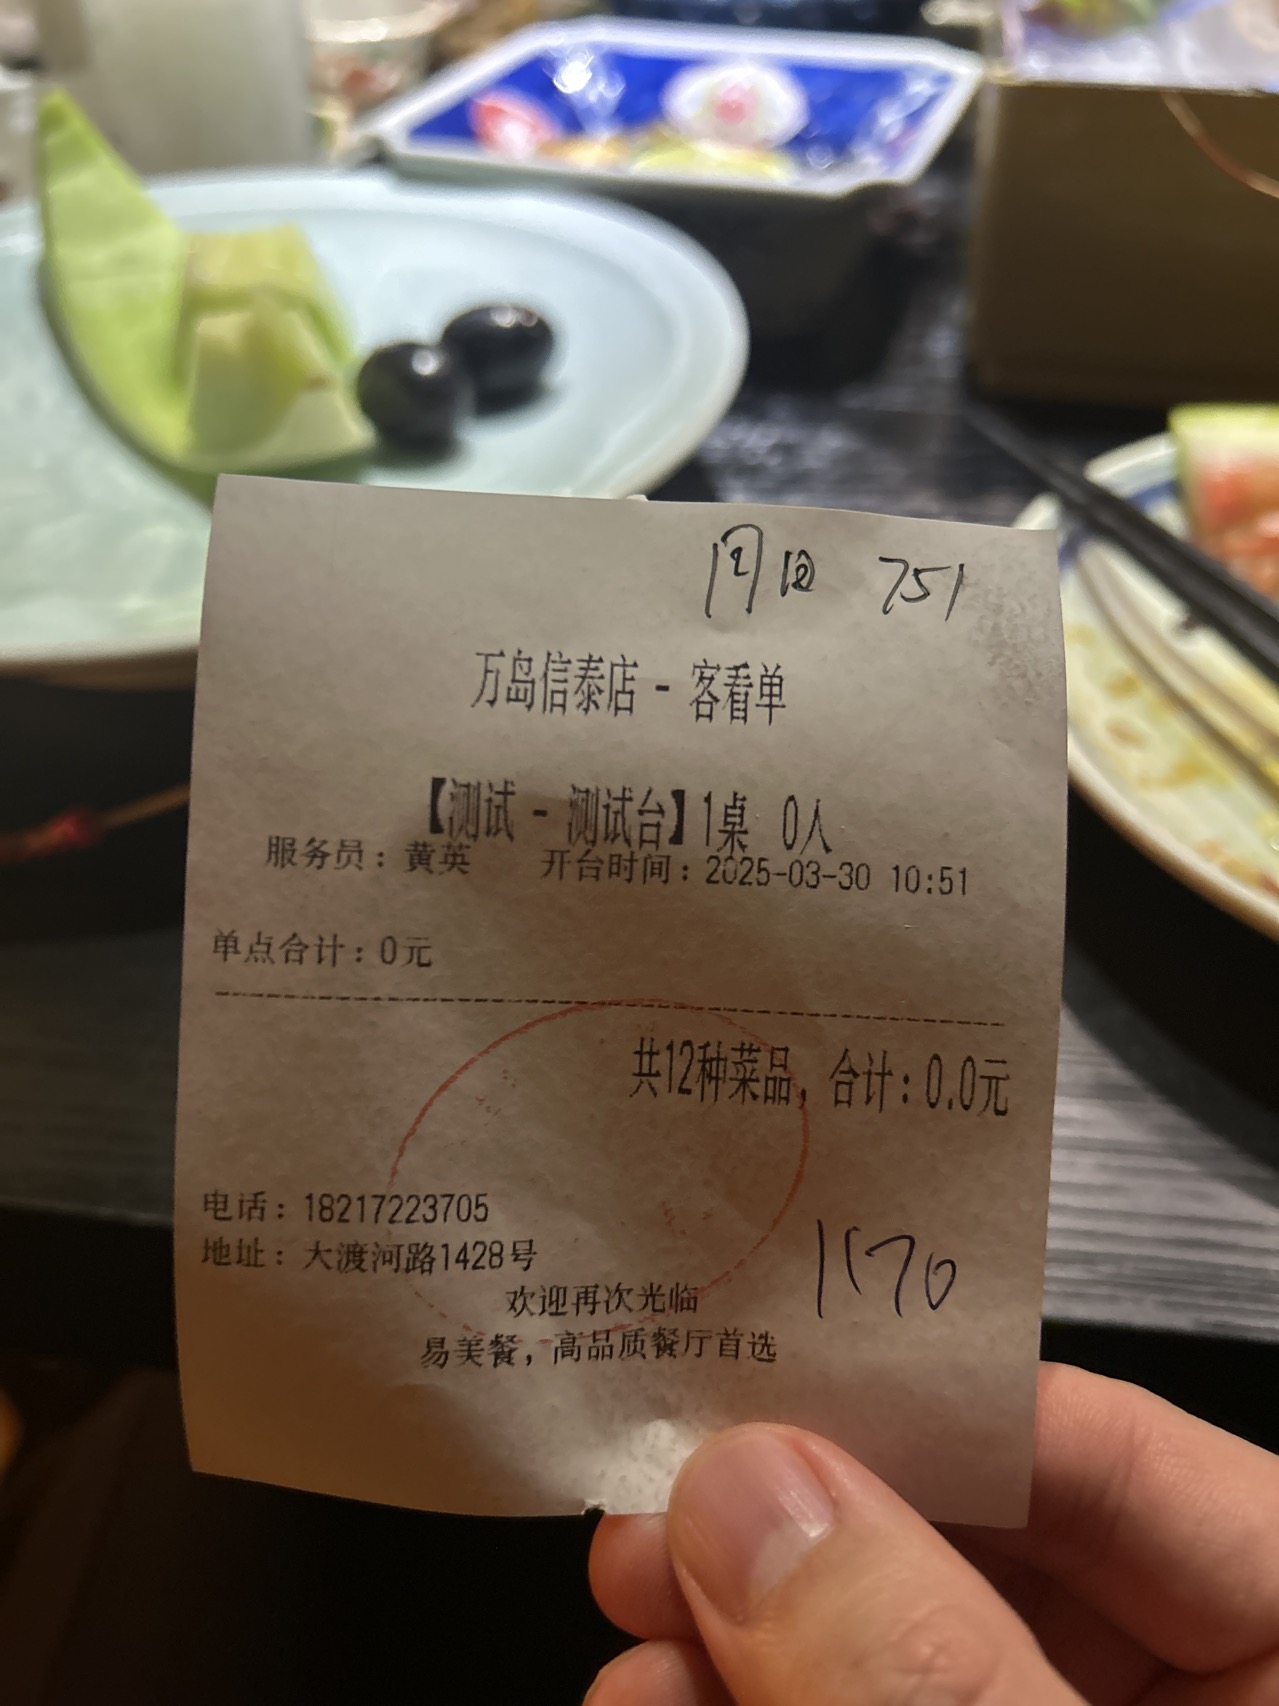 751
万岛信泰店 - 客看单
【测试 - 测试台】1桌 0人
服务员: 黄英 开台时间: 2025-03-30 10:51
单点合计: 0元
共12种菜品, 合计: 0.0元
电话: 18217223705
地址: 大渡河路1428号
1570
欢迎再次光临
易美餐, 高品质餐厅首选